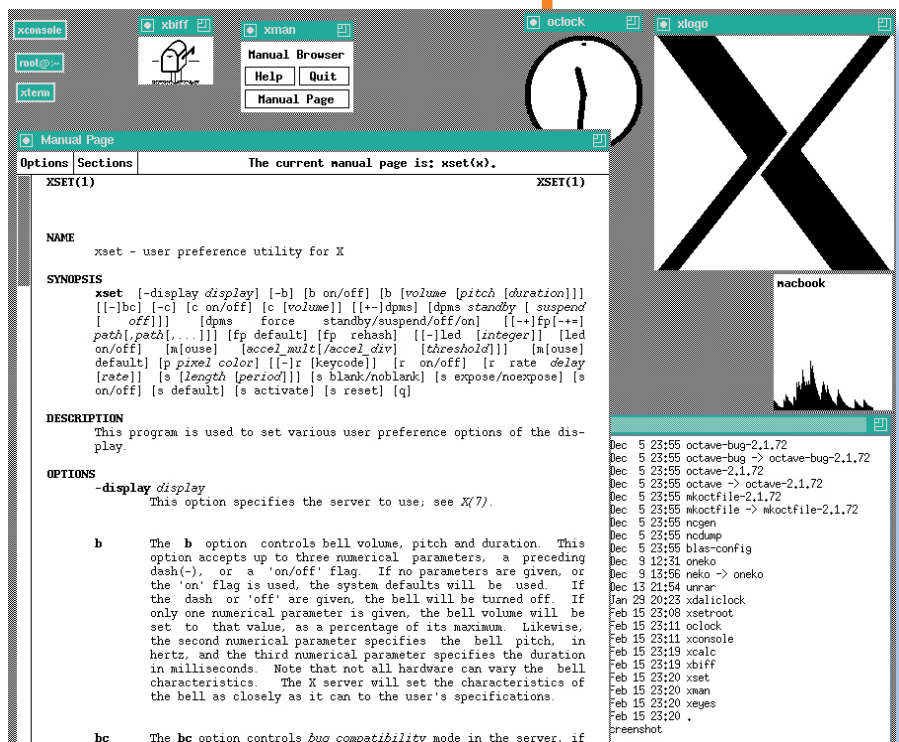 xconsole
root@:~
xterm
xbiff
xman
Manual Browser
Help Quit
Manual Page
oclock
xlogo
macbook
Manual Page
Options Sections The current manual page is: xset(x).
XSET(1) XSET(1)
NAME
xset - user preference utility for X
SYNOPSIS
xset [-display display] [-b] [b on/off] [b [volume [pitch [duration]]]
[[-]bc] [-c] [c on/off] [c [volume]] [[+-]dpms] [dpms standby [ suspend
[ off]]] [dpms force standby/suspend/off/on] [[-+]fp[-+=]
path[,path[,...]]] [fp default] [fp rehash] [[-]led [integer]] [led
on/off] [m[ouse] [accel_mult[/accel_div] [threshold]]] [m[ouse]
default] [p pixel color] [[-]r [keycode]] [r on/off] [r rate delay
[rate]] [s [length [period]]] [s blank/noblank] [s expose/noexpose] [s
on/off] [s default] [s activate] [s reset] [q]
DESCRIPTION
This program is used to set various user preference options of the dis-
play.
OPTIONS
-display display
This option specifies the server to use; see X(7).
b The b option controls bell volume, pitch and duration. This
option accepts up to three numerical parameters, a preceding
dash(-), or a 'on/off' flag. If no parameters are given, or
the 'on' flag is used, the system defaults will be used. If
the dash or 'off' are given, the bell will be turned off. If
only one numerical parameter is given, the bell volume will be
set to that value, as a percentage of its maximum. Likewise,
the second numerical parameter specifies the bell pitch, in
hertz, and the third numerical parameter specifies the duration
in milliseconds. Note that not all hardware can vary the bell
characteristics. The X server will set the characteristics of
the bell as closely as it can to the user's specifications.
bc The bc option controls bug compatibility mode in the server, if
Dec 5 23:55 octave-bug-2.1.72
Dec 5 23:55 octave-bug -> octave-bug-2.1.72
Dec 5 23:55 octave-2.1.72
Dec 5 23:55 octave -> octave-2.1.72
Dec 5 23:55 mkoctfile-2.1.72
Dec 5 23:55 mkoctfile -> mkoctfile-2.1.72
Dec 5 23:55 ncgen
Dec 5 23:55 ncdump
Dec 5 23:55 blas-config
Dec 9 12:31 oneko
Dec 9 13:56 neko -> oneko
Dec 13 21:54 unrar
Jan 29 20:23 xdaliclock
Feb 15 23:08 xsetroot
Feb 15 23:11 oclock
Feb 15 23:11 xconsole
Feb 15 23:19 xcalc
Feb 15 23:19 xbiff
Feb 15 23:20 xset
Feb 15 23:20 xman
Feb 15 23:20 xeyes
Feb 15 23:20 .
creenshot